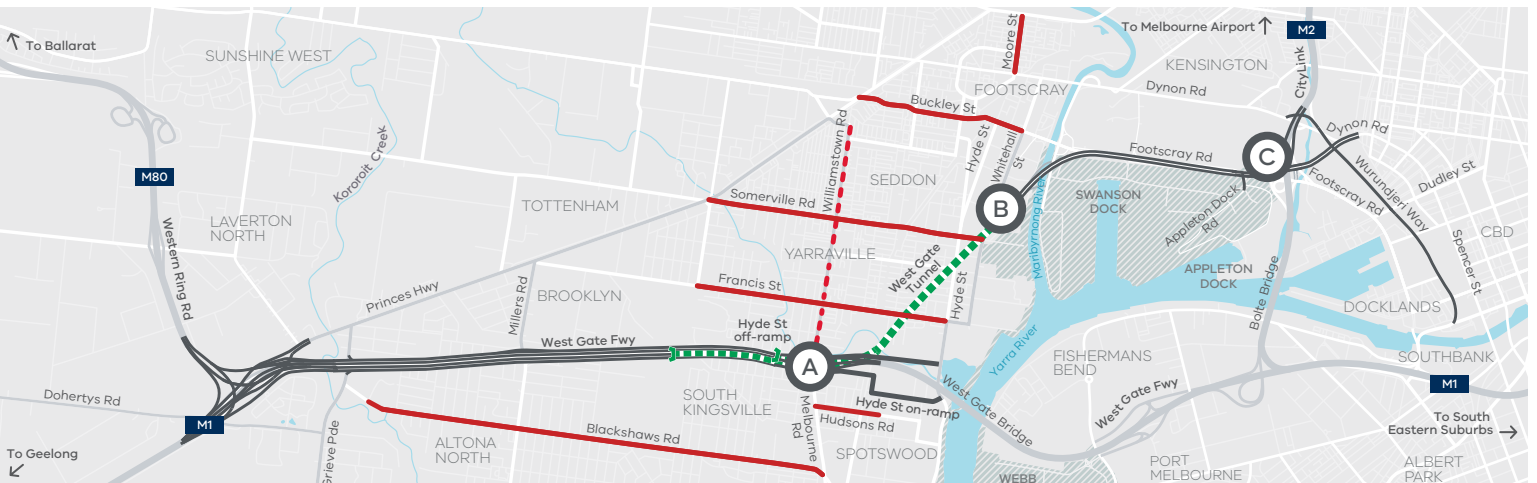 To Ballarat
SUNSHINE WEST
Moore St
To Melbourne Airport
M2
KENSINGTON
CityLink
FOOTSCRAY
Dynon Rd
Buckley St
Dynon Rd
Kororoit Creek
Williamstown Rd
Hyde St
Whitehall
St
Footscray Rd
C
M80
SEDDON
Footscray Rd
Wurundjeri Way
Dudley St
Somerville Rd
B
SWANSON
DOCK
Appleton Dock
Rd
TOTTENHAM
LAVERTON
NORTH
Western Ring Rd
Maribyrnong River
CBD
Spencer St
YARRAVILLE
West Gate
Tunnel
APPLETON
DOCK
Princes Hwy
Millers Rd
BROOKLYN
Francis St
Hyde St
Bolte Bridge
DOCKLANDS
Hyde St
off-ramp
West Gate Fwy
Yarra River
FISHERMANS
BEND
SOUTHBANK
A
M1
Dohertys Rd
SOUTH
KINGSVILLE
Melbourne
Rd
Hyde St on-ramp
West Gate Bridge
West Gate Fwy
M1
Hudsons Rd
To South
Eastern Suburbs
Blackshaws Rd
Grieve Pde
To Geelong
ALTONA
NORTH
SPOTSWOOD
PORT
MELBOURNE
ALBERT
PARK
WEBB